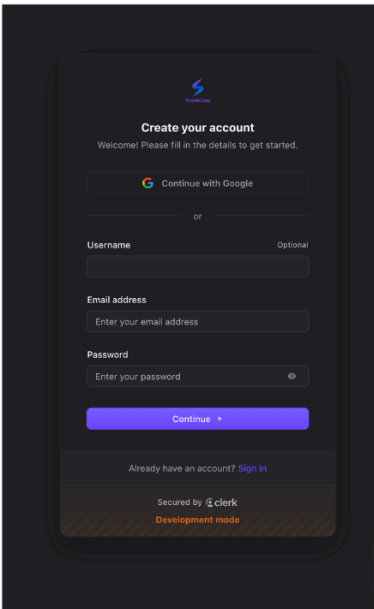 Create your account
Welcome! Please fill in the details to get started.
Continue with Google
or
Username Optional
Email address
Enter your email address
Password
Enter your password
Continue
Already have an account? Sign in
Secured by clerk
Development mode